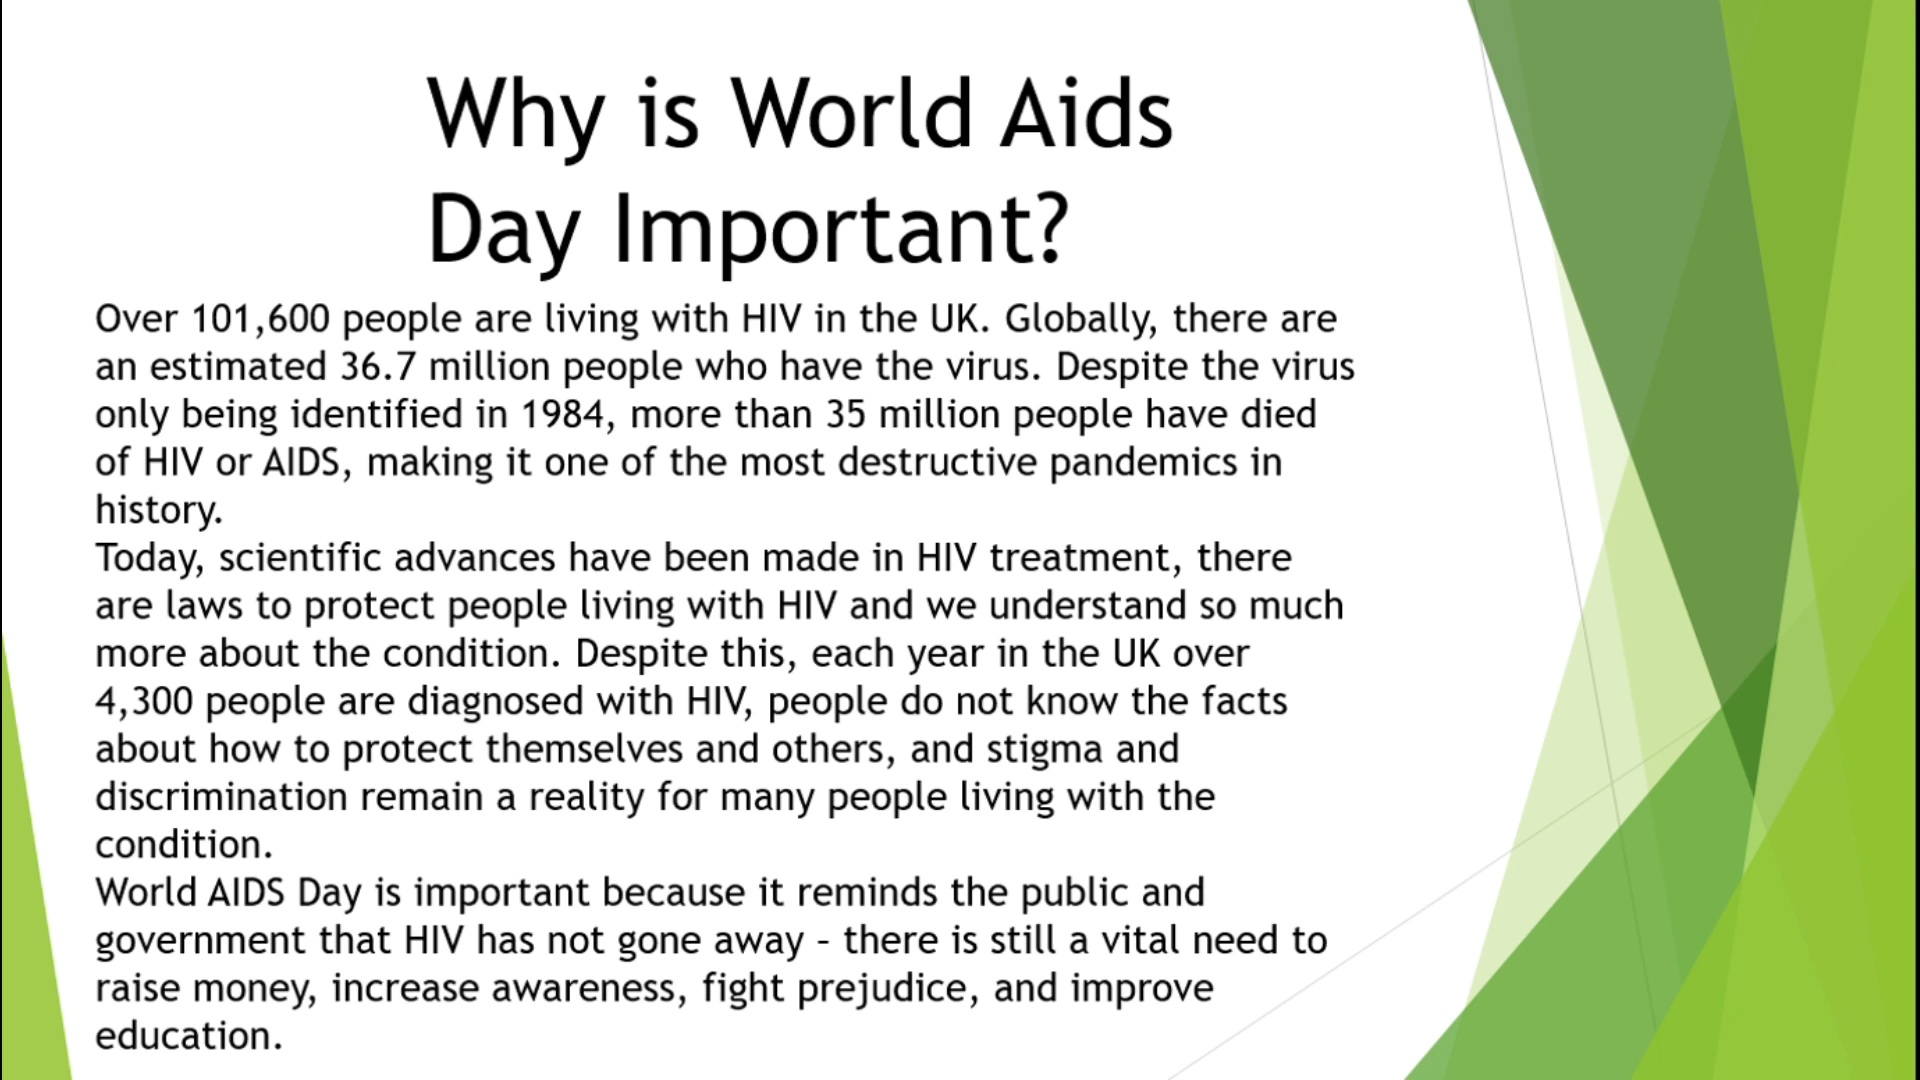 Why is World Aids
Day Important?
Over 101,600 people are living with HIV in the UK. Globally, there are
an estimated 36.7 million people who have the virus. Despite the virus
only being identified in 1984, more than 35 million people have died
of HIV or AIDS, making it one of the most destructive pandemics in
history.
Today, scientific advances have been made in HIV treatment, there
are laws to protect people living with HIV and we understand so much
more about the condition. Despite this, each year in the UK over
4,300 people are diagnosed with HIV, people do not know the facts
about how to protect themselves and others, and stigma and
discrimination remain a reality for many people living with the
condition.
World AIDS Day is important because it reminds the public and
government that HIV has not gone away – there is still a vital need to
raise money, increase awareness, fight prejudice, and improve
education.